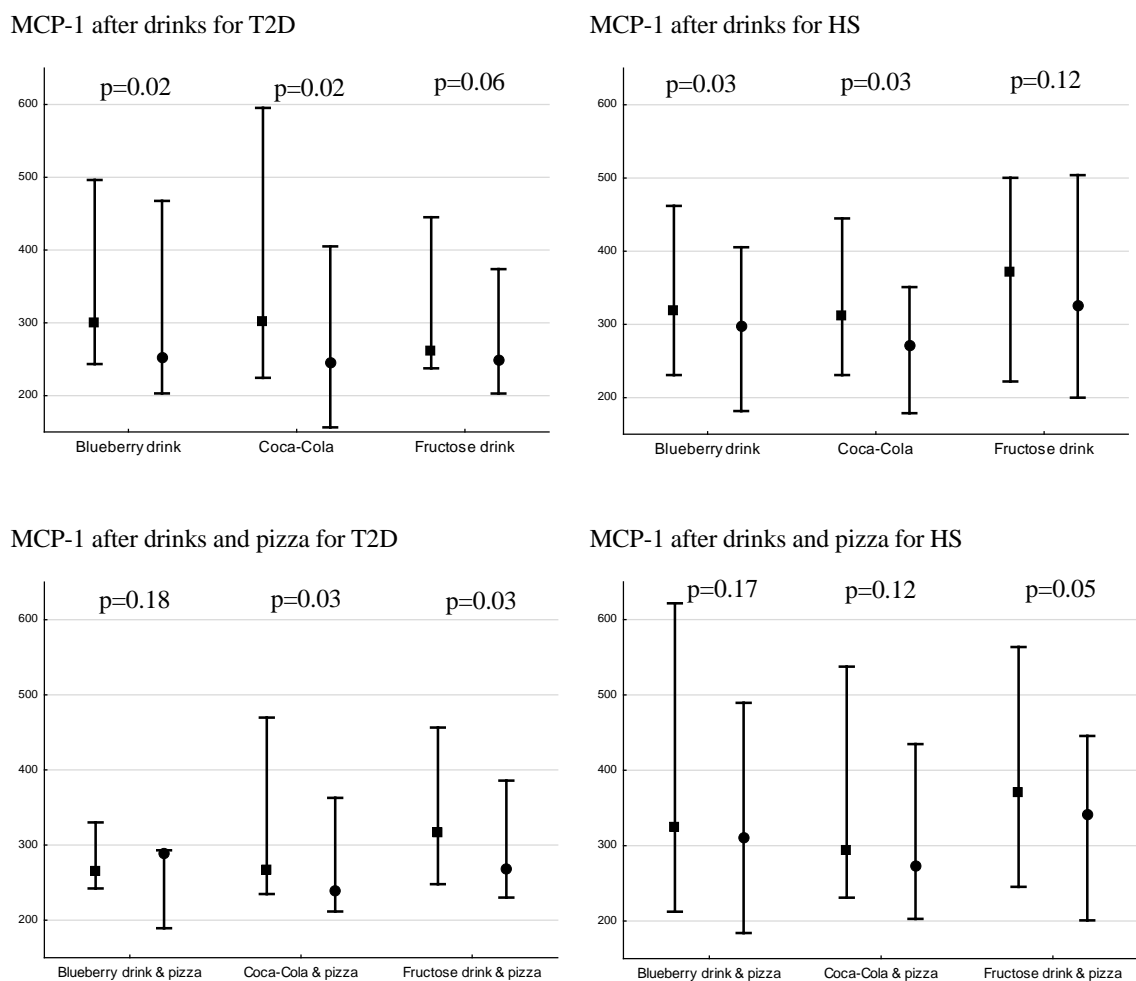 MCP-1 after drinks for T2D
p=0.02 p=0.02 p=0.06
600
500
400
300
200
Blueberry drink Coca-Cola Fructose drink
MCP-1 after drinks for HS
p=0.03 p=0.03 p=0.12
600
500
400
300
200
Blueberry drink Coca-Cola Fructose drink
MCP-1 after drinks and pizza for T2D
p=0.18 p=0.03 p=0.03
600
500
400
300
200
Blueberry drink & pizza Coca-Cola & pizza Fructose drink & pizza
MCP-1 after drinks and pizza for HS
p=0.17 p=0.12 p=0.05
600
500
400
300
200
Blueberry drink & pizza Coca-Cola & pizza Fructose drink & pizza